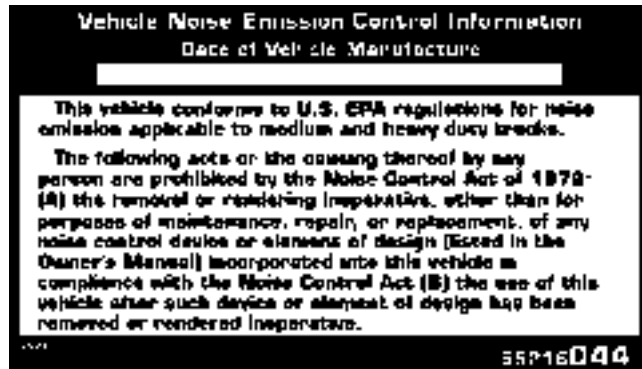 Vehicle Noise Emission Control Information
Date of Vehicle Manufacture
This vehicle conforms to U.S. EPA regulations for noise
emission applicable to medium and heavy duty trucks.
The following acts or the causing thereof by any
person are prohibited by the Noise Control Act of 1972:
(A) the removal or rendering inoperative, other than for
purposes of maintenance, repair, or replacement, of any
noise control device or element of design (listed in the
Owner's Manual) incorporated into this vehicle in
compliance with the Noise Control Act (B) the use of this
vehicle after such device or element of design has been
removed or rendered inoperative.
55216044